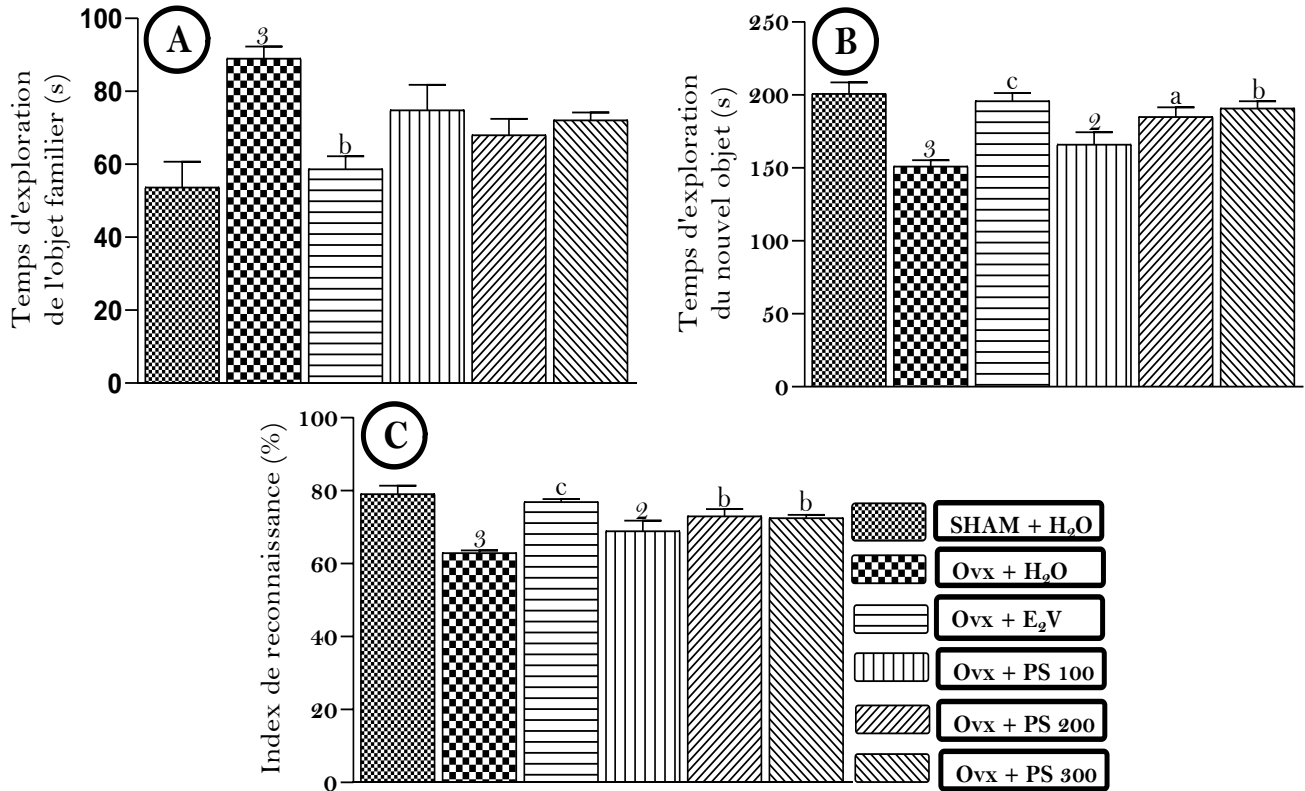 A
Temps d'exploration
de l'objet familier (s)
100
80
60
40
20
0
3
b
B
Temps d'exploration
du nouvel objet (s)
250
200
150
100
50
0
3
c
2
a
b
C
Index de reconnaissance (%)
100
80
60
40
20
0
3
c
2
b
b
SHAM + H₂O
Ovx + H₂O
Ovx + E₂V
Ovx + PS 100
Ovx + PS 200
Ovx + PS 300